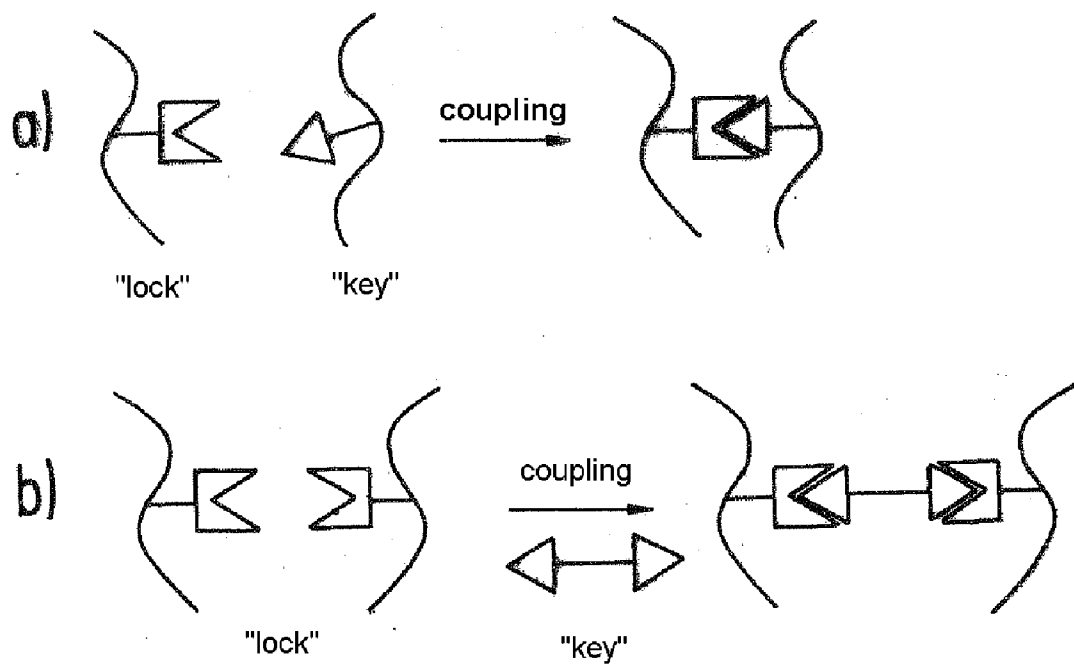 a)
coupling
"lock"
"key"
b)
coupling
"lock"
"key"